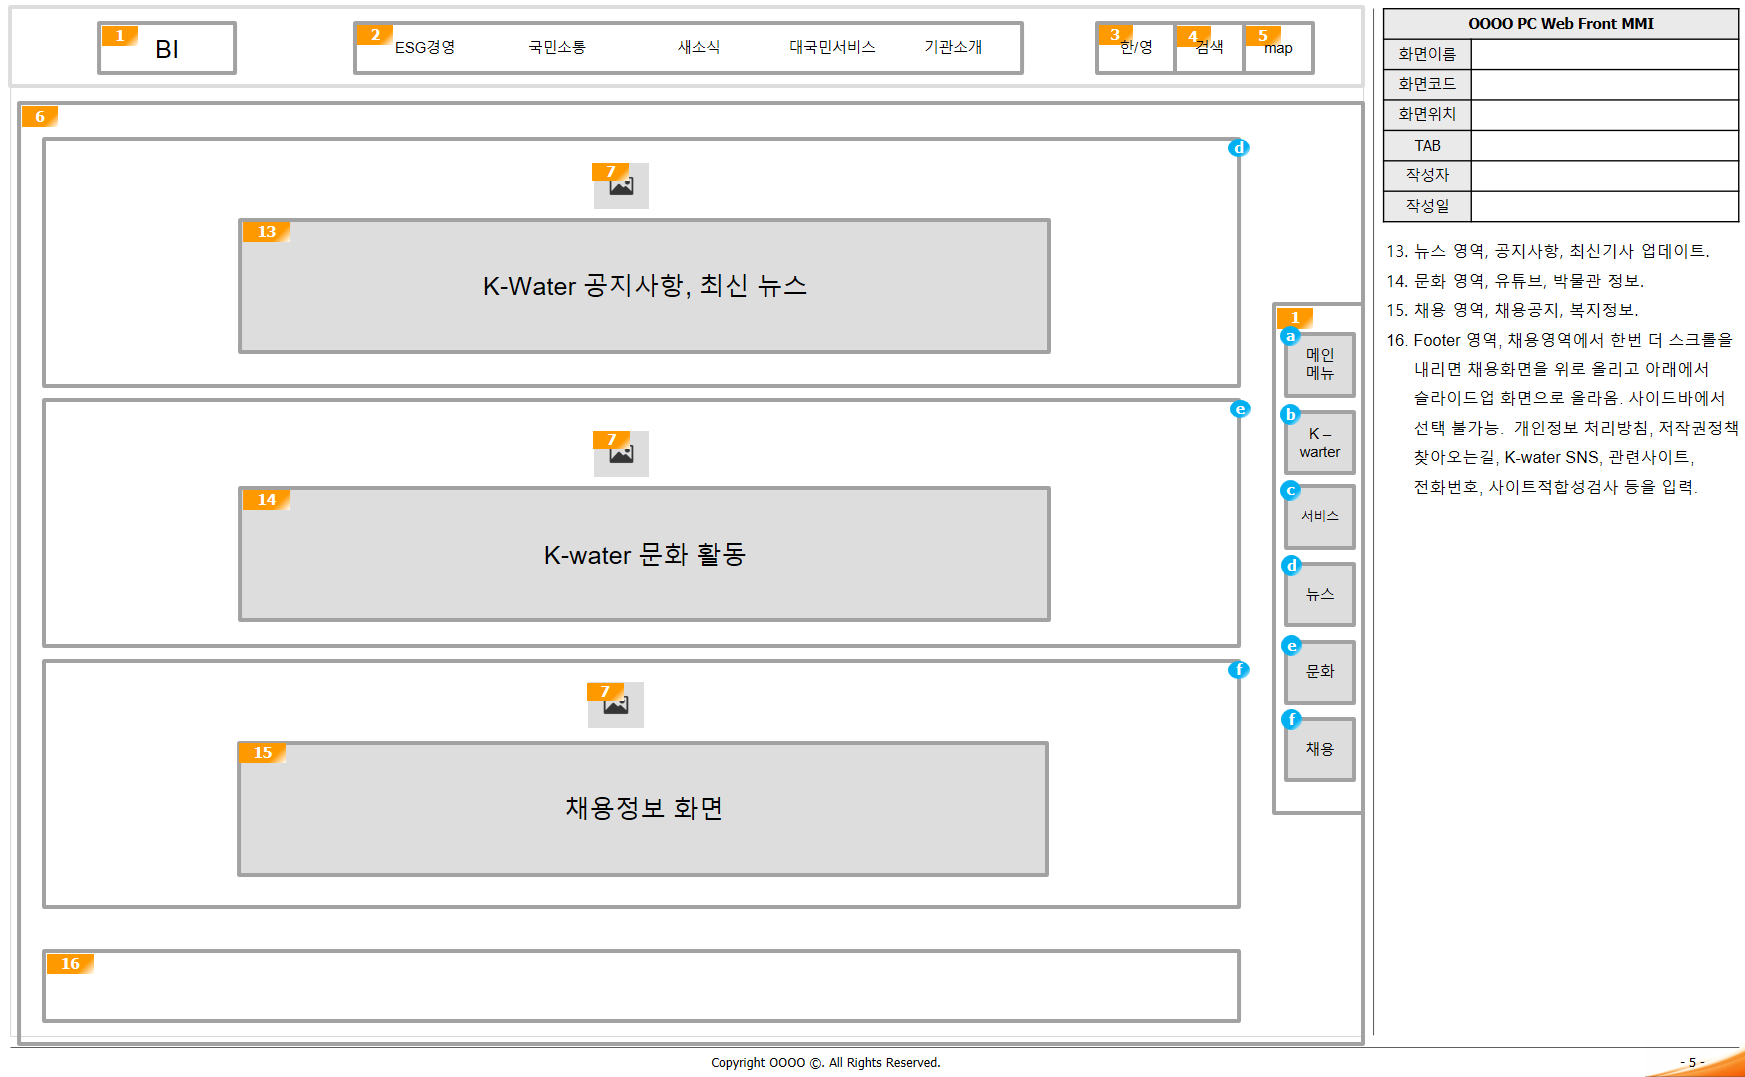 1
BI
2
ESG경영 국민소통 새소식 대국민서비스 기관소개
3 한/영
4 검색
5 map
6
d
7
13
K-Water 공지사항, 최신 뉴스
e
7
14
K-water 문화 활동
f
7
15
채용정보 화면
16
1
a
메인
메뉴
b
K –
warter
c
서비스
d
뉴스
e
문화
f
채용
OOOO PC Web Front MMI
화면이름
화면코드
화면위치
TAB
작성자
작성일
13. 뉴스 영역, 공지사항, 최신기사 업데이트.
14. 문화 영역, 유튜브, 박물관 정보.
15. 채용 영역, 채용공지, 복지정보.
16. Footer 영역, 채용영역에서 한번 더 스크롤을
내리면 채용화면을 위로 올리고 아래에서
슬라이드업 화면으로 올라옴. 사이드바에서
선택 불가능. 개인정보 처리방침, 저작권정책
찾아오는길, K-water SNS, 관련사이트,
전화번호, 사이트적합성검사 등을 입력.
Copyright OOOO ©. All Rights Reserved.
- 5 -